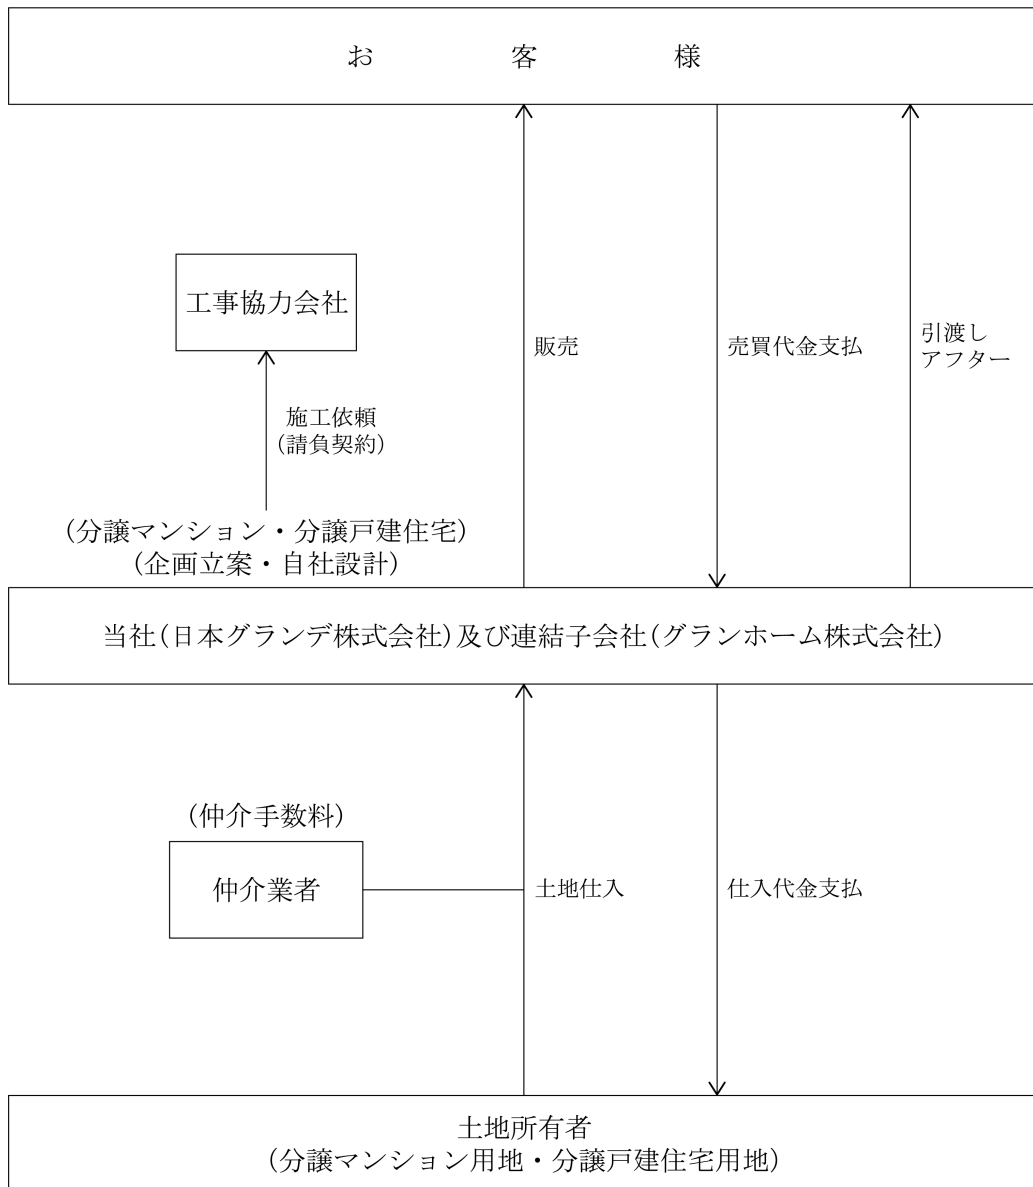 お客様
工事協力会社
販売
売買代金支払
引渡し
アフター
施工依頼
(請負契約)
(分譲マンション・分譲戸建住宅)
(企画立案・自社設計)
当社(日本グランデ株式会社)及び連結子会社(グランホーム株式会社)
(仲介手数料)
仲介業者
土地仕入
仕入代金支払
土地所有者
(分譲マンション用地・分譲戸建住宅用地)